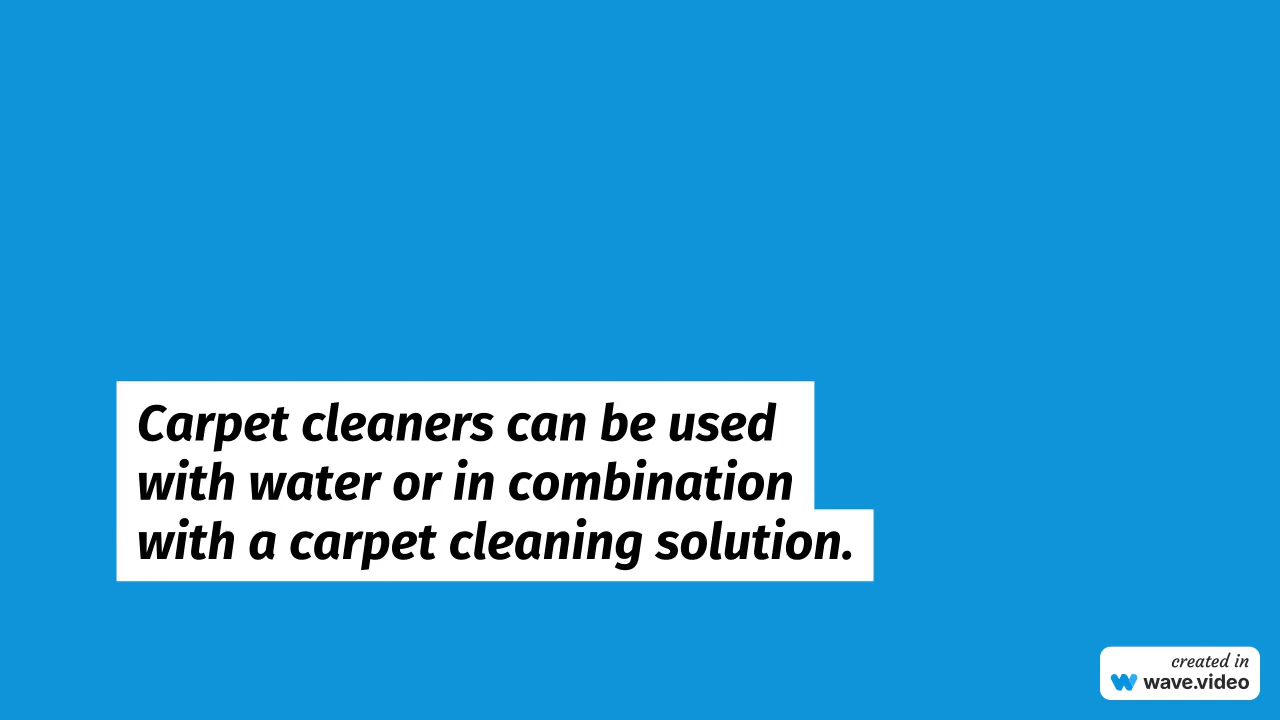 Carpet cleaners can be used
with water or in combination
with a carpet cleaning solution.
created in
wave.video